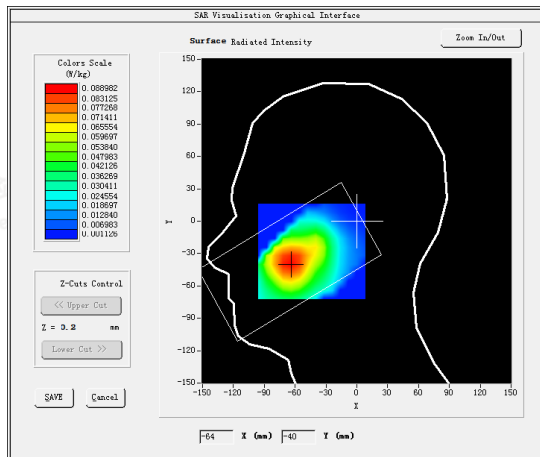 SAR Visualisation Graphical Interface
Surface Radiated Intensity
Zoom In/Out
Colors Scale
(W/kg)
0.088982
0.083125
0.077268
0.071411
0.065554
0.059697
0.053840
0.047983
0.042126
0.036269
0.030411
0.024554
0.018697
0.012840
0.006983
0.001126
Z-Cuts Control
<< Upper Cut
Z = 0.2 mm
Lower Cut >>
SAVE
Cancel
150
120
90
60
30
0
-30
-60
-90
-120
-150
Y
-150 -120 -90 -60 -30 0 30 60 90 120 150
X
-64 X (mm) -40 Y (mm)